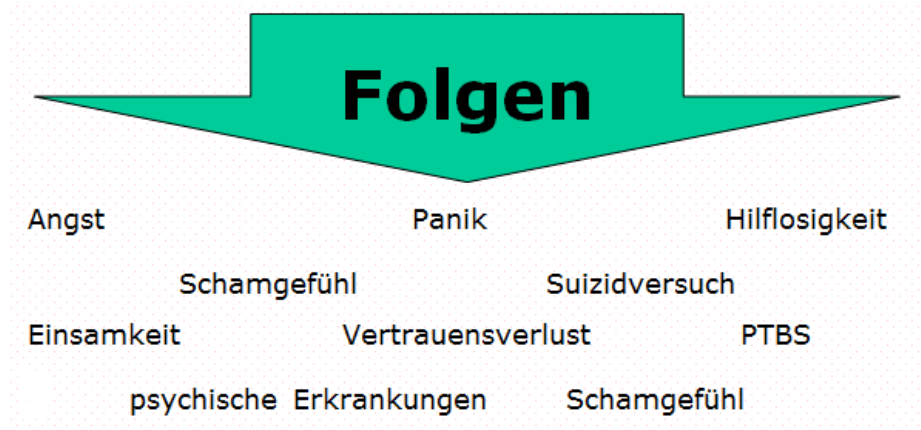 Folgen
Angst Panik Hilflosigkeit
Schamgefühl Suizidversuch
Einsamkeit Vertrauensverlust PTBS
psychische Erkrankungen Schamgefühl